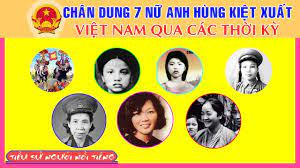 CHÂN DUNG 7 NỮ ANH HÙNG KIỆT XUẤT
VIỆT NAM QUA CÁC THỜI KỲ
TIỂU SỬ NGƯỜI NỔI TIẾNG